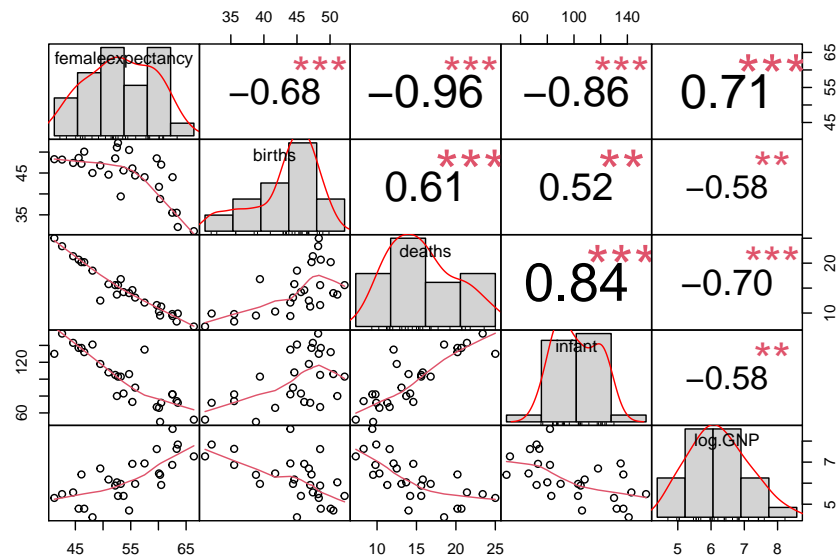 35 45 50 60 100 140
femaleexpectancy *** -0.68 *** -0.96 *** -0.86 *** 0.71 45 55 65
35 45 births *** 0.61 ** 0.52 ** -0.58
deaths *** 0.84 *** -0.70 10 20
60 120 infant ** -0.58
log.GNP 5 7
45 55 65 10 15 20 25 5 6 7 8